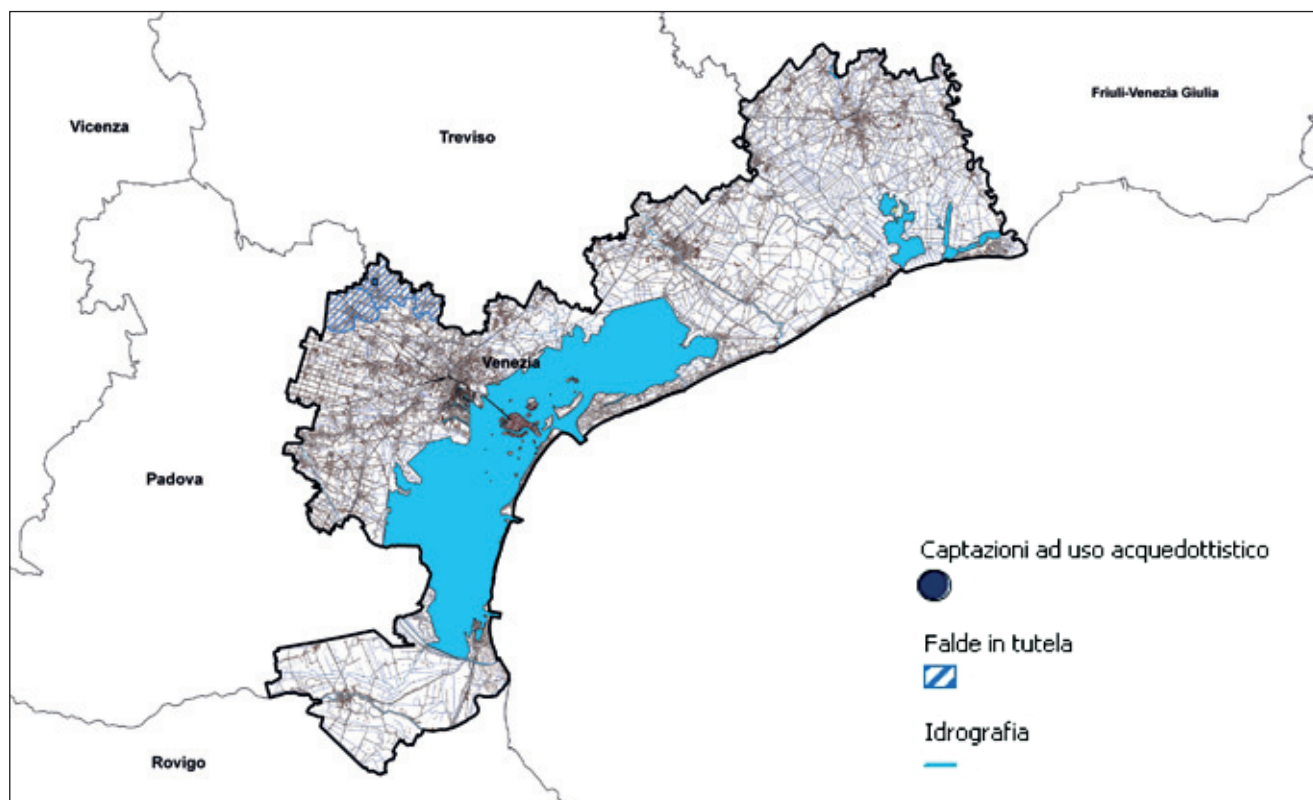 Friuli-Venezia Giulia
Vicenza
Treviso
Venezia
Padova
Rovigo
Captazioni ad uso acquedottistico
Falde in tutela
Idrografia